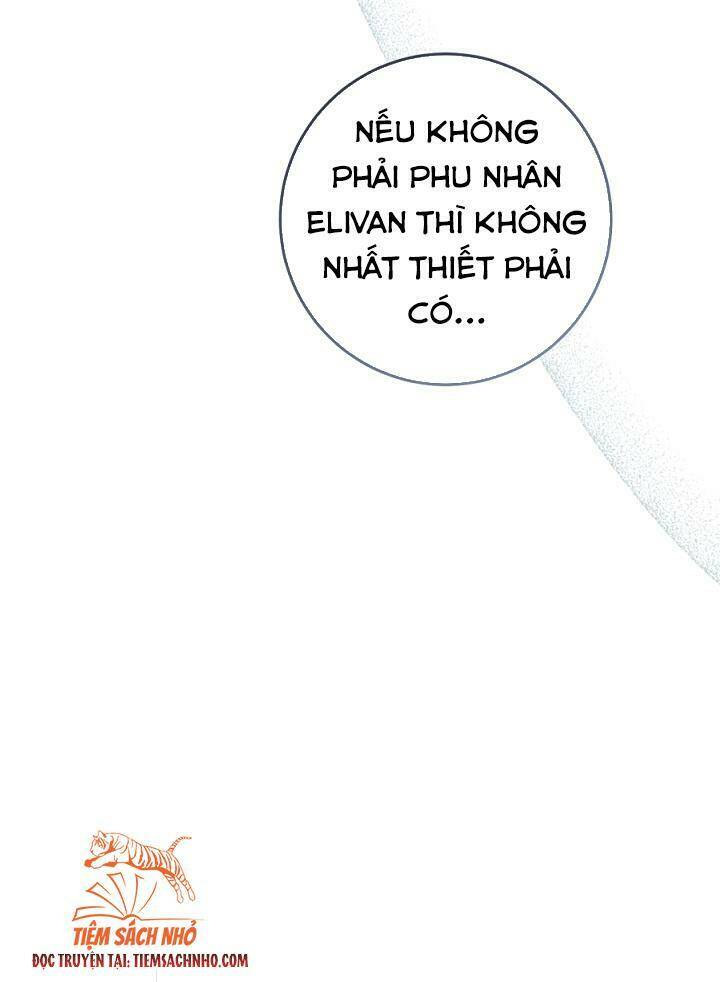 NẾU KHÔNG
PHẢI PHU NHÂN
ELIVAN THÌ KHÔNG
NHẤT THIẾT PHẢI
CÓ...
TIỆM SÁCH NHỎ
ĐỌC TRUYỆN TẠI: TIEMSACHNHO.COM